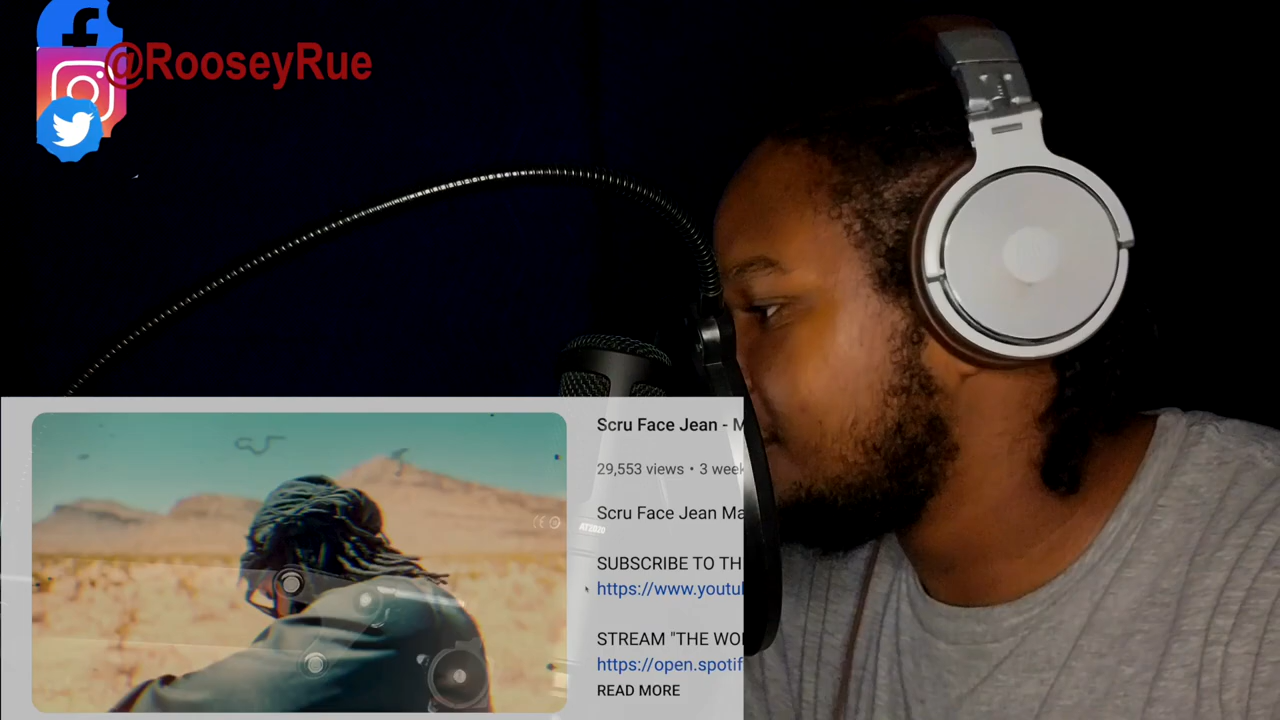 @RooseyRue
Scru Face Jean - M
29,553 views • 3 week
Scru Face Jean Ma
AT2020
SUBSCRIBE TO TH
https://www.youtu
STREAM "THE WO
https://open.spotif
READ MORE